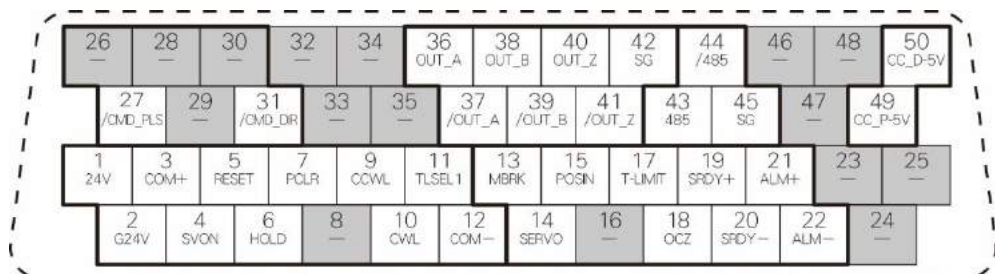 26 28 30 32 34 36 38 40 42 44 46 48 50
— — — — — OUT_A OUT_B OUT_Z SG /485 — — CC_D-5V
27 29 31 33 35 37 39 41 43 45 47 49
/CMD_PLS — /CMD_DIR — — /OUT_A /OUT_B /OUT_Z 485 SG — CC_P-5V
1 3 5 7 9 11 13 15 17 19 21 23 25
24V COM+ RESET PCLR CCWL TLSEL1 MBRK POSIN T-LIMIT SRDY+ ALM+ — —
2 4 6 8 10 12 14 16 18 20 22 24
G24V SVON HOLD — CWL COM− SERVO — OCZ SRDY− ALM− —